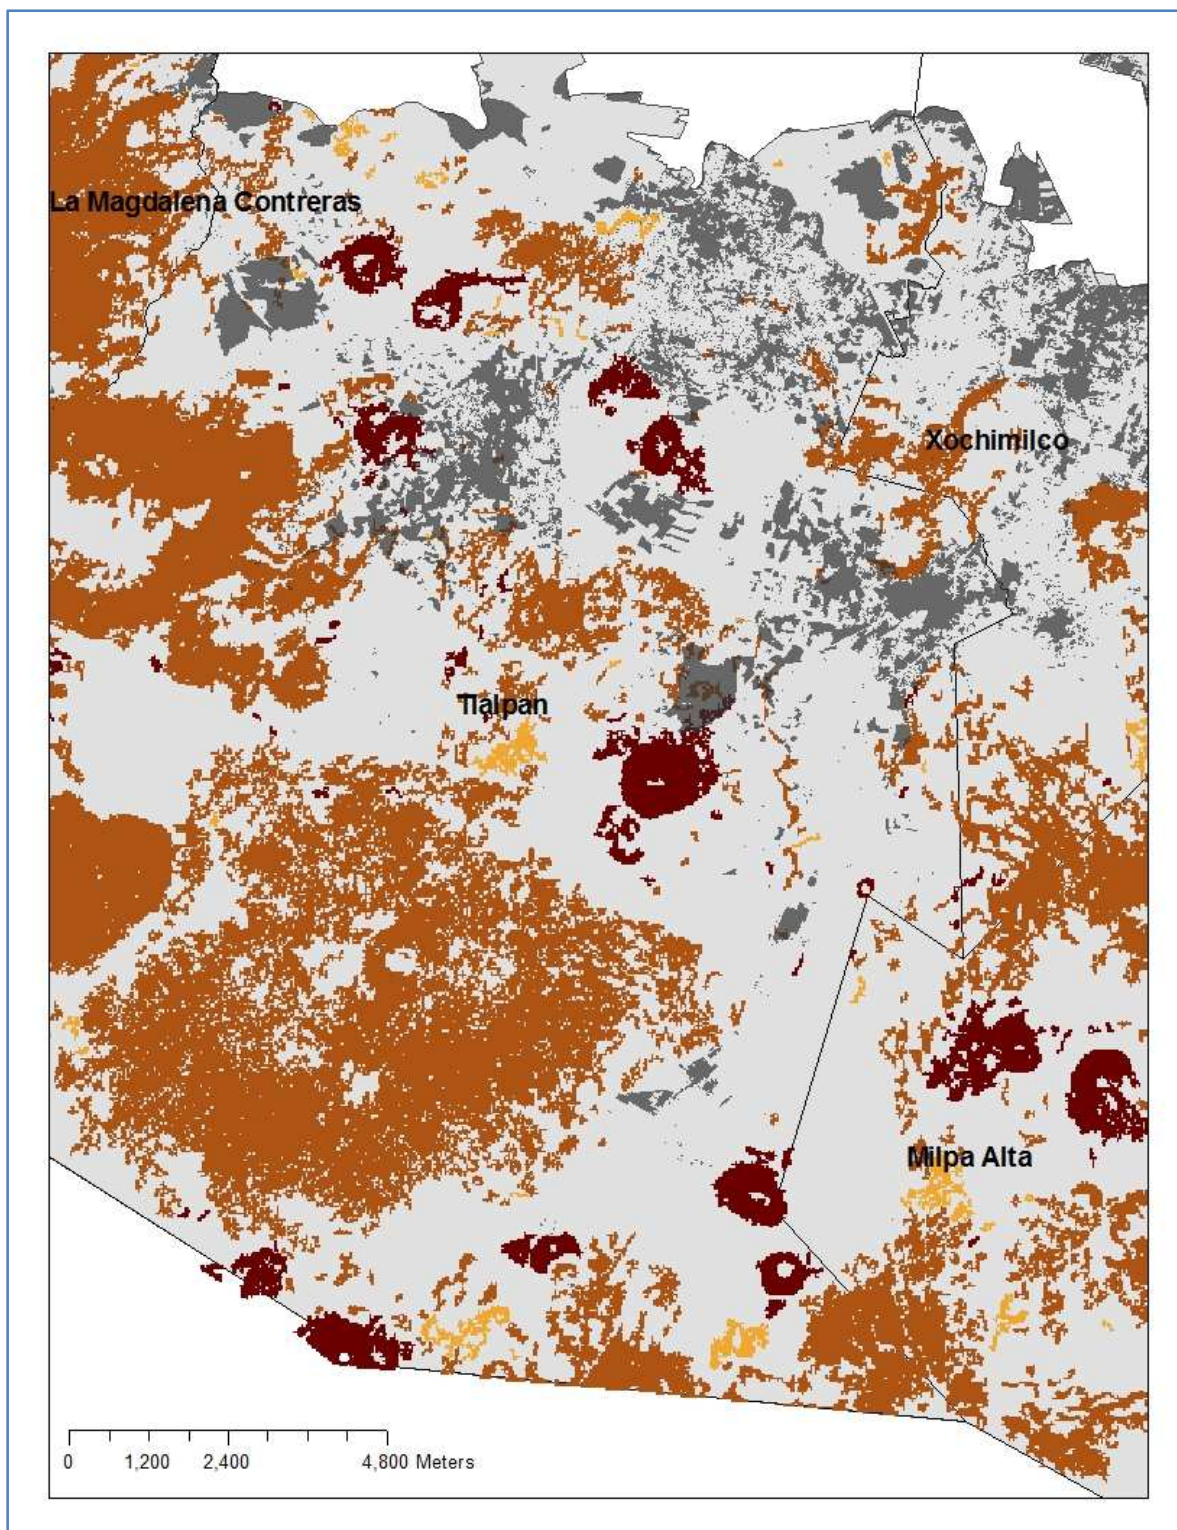 La Magdalena Contreras
Xochimilco
Tlalpan
Milpa Alta
0 1,200 2,400 4,800 Meters